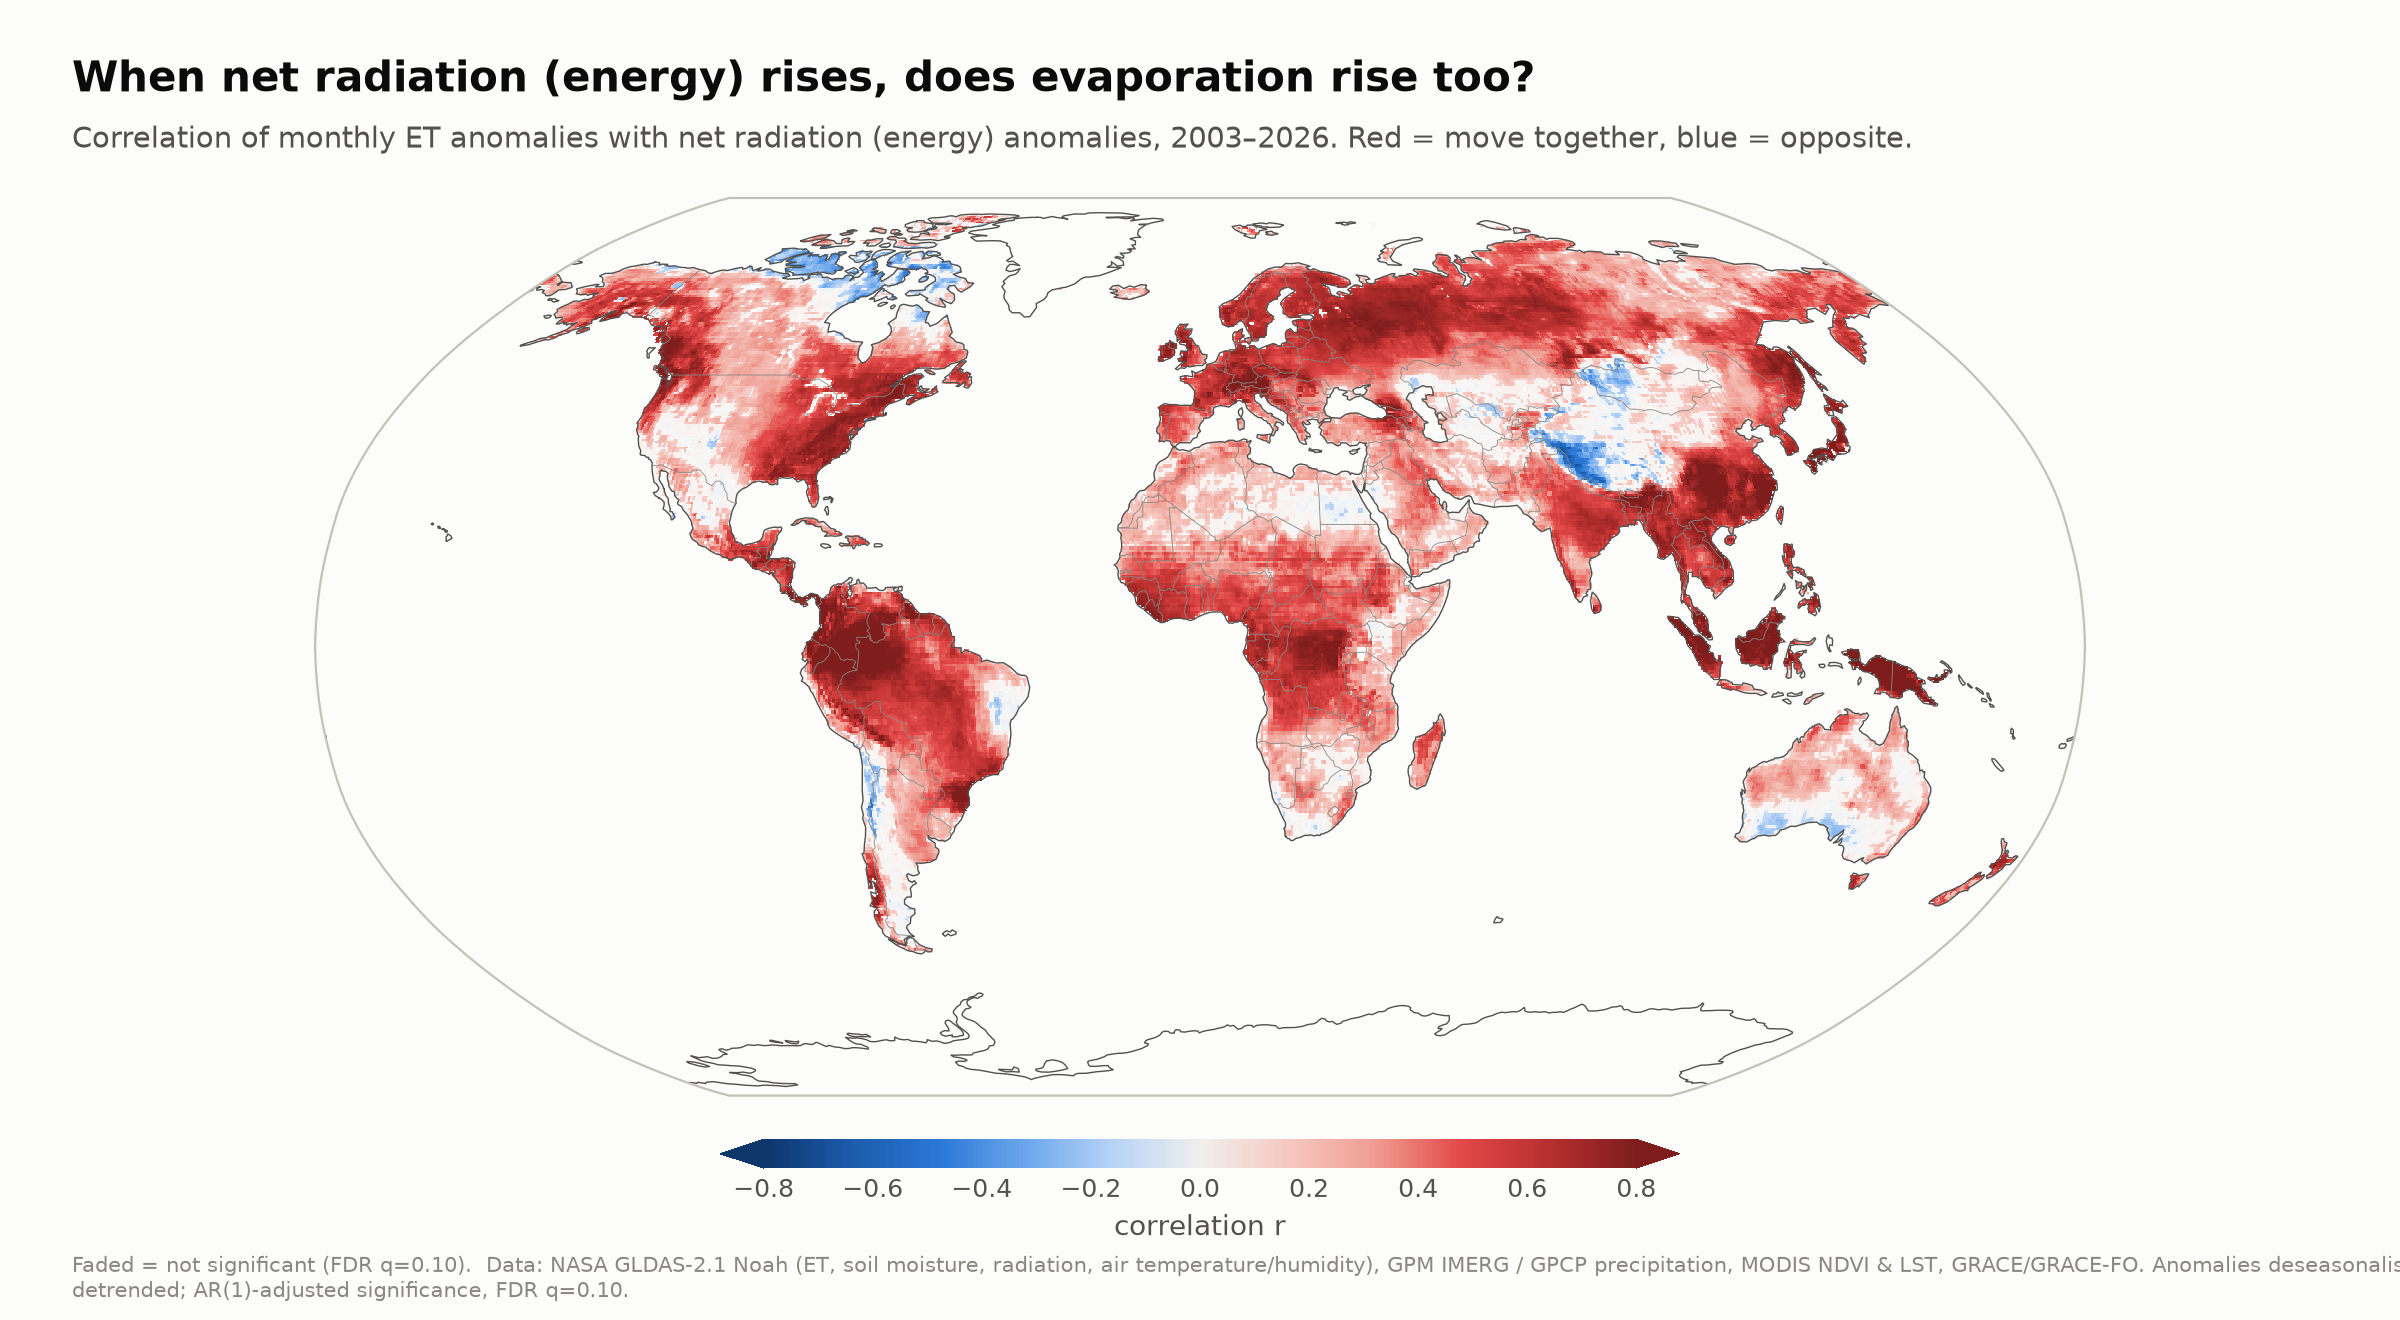 When net radiation (energy) rises, does evaporation rise too?
Correlation of monthly ET anomalies with net radiation (energy) anomalies, 2003–2026. Red = move together, blue = opposite.
−0.8 −0.6 −0.4 −0.2 0.0 0.2 0.4 0.6 0.8
correlation r
Faded = not significant (FDR q=0.10).  Data: NASA GLDAS-2.1 Noah (ET, soil moisture, radiation, air temperature/humidity), GPM IMERG / GPCP precipitation, MODIS NDVI & LST, GRACE/GRACE-FO. Anomalies deseasonalis
detrended; AR(1)-adjusted significance, FDR q=0.10.